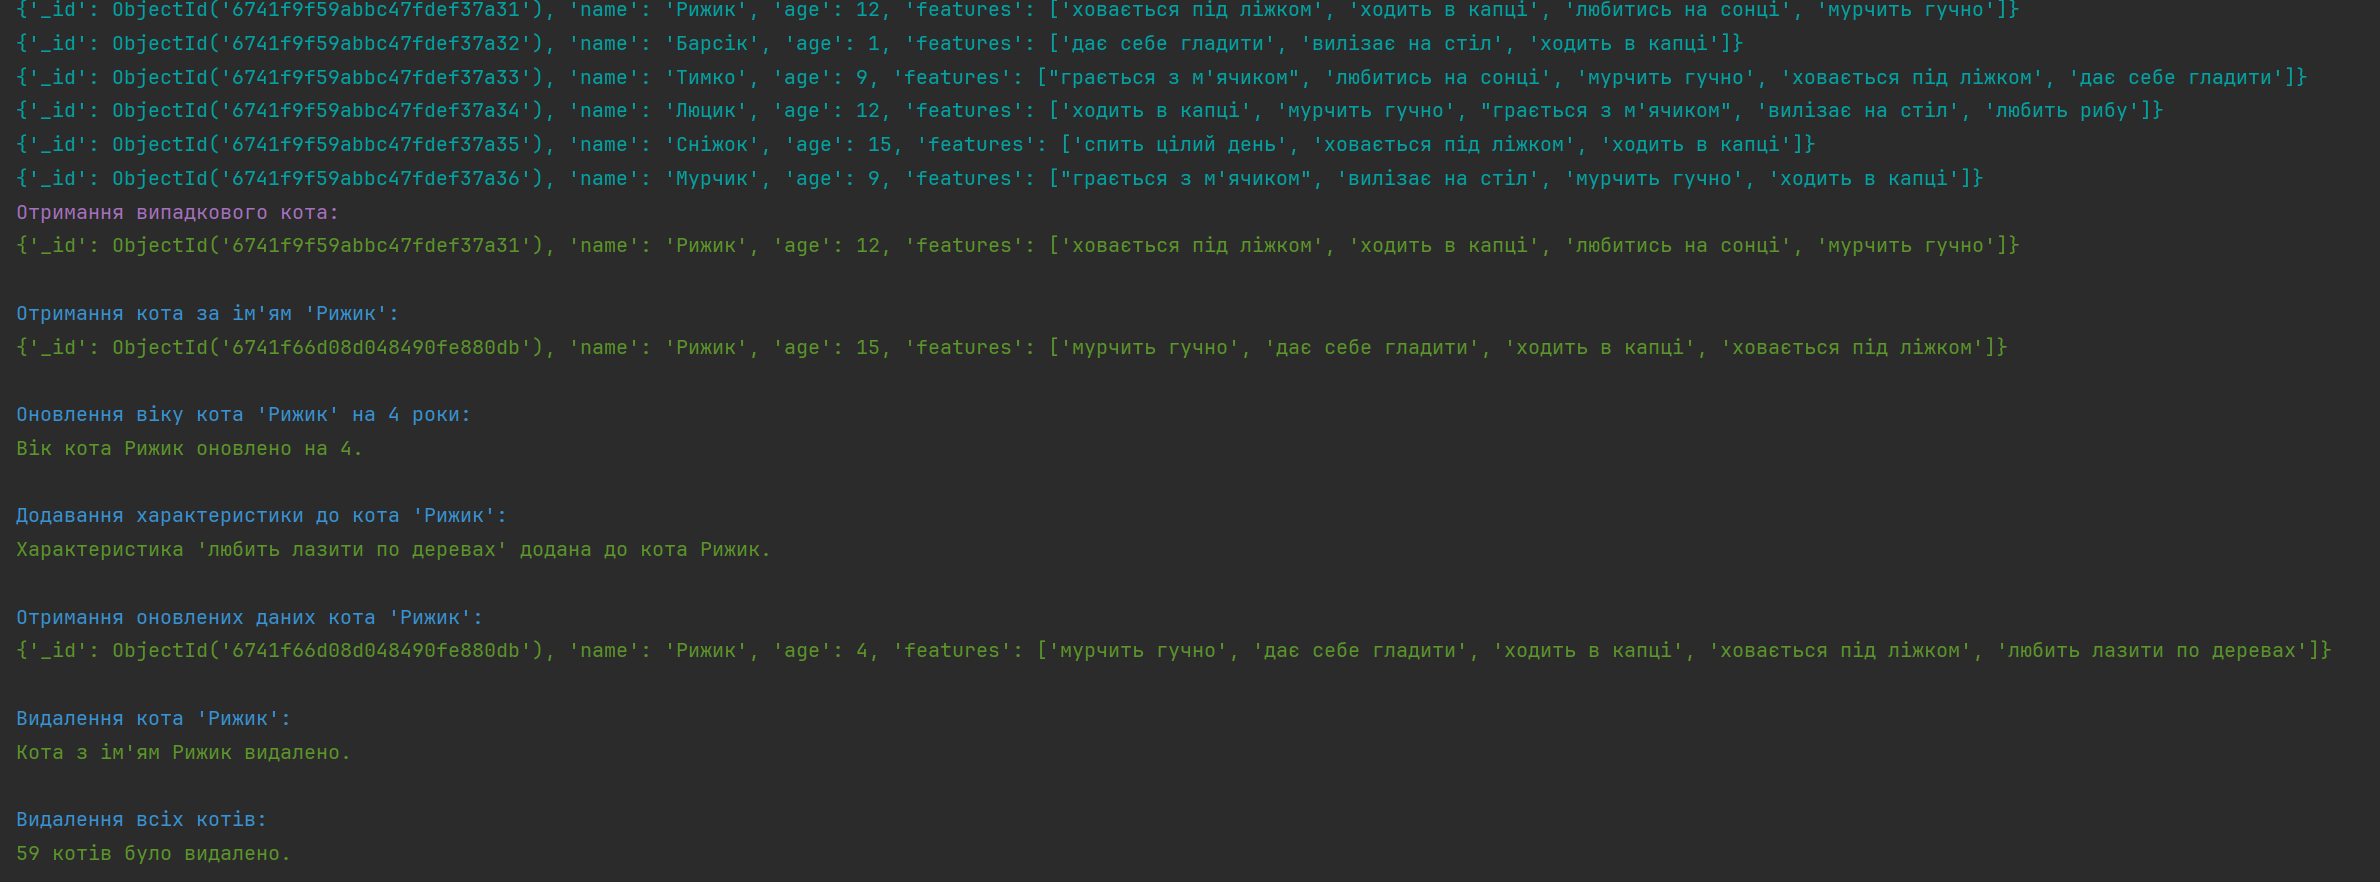 {'_id': ObjectId('6741f9f59abbc47fdef37a31'), 'name': 'Рижик', 'age': 12, 'features': ['ховається під ліжком', 'ходить в капці', 'любитись на сонці', 'мурчить гучно']}
{'_id': ObjectId('6741f9f59abbc47fdef37a32'), 'name': 'Барсік', 'age': 1, 'features': ['дає себе гладити', 'вилізає на стіл', 'ходить в капці']}
{'_id': ObjectId('6741f9f59abbc47fdef37a33'), 'name': 'Тимко', 'age': 9, 'features': ["грається з м'ячиком", 'любитись на сонці', 'мурчить гучно', 'ховається під ліжком', 'дає себе гладити']}
{'_id': ObjectId('6741f9f59abbc47fdef37a34'), 'name': 'Люцик', 'age': 12, 'features': ['ходить в капці', 'мурчить гучно', "грається з м'ячиком", 'вилізає на стіл', 'любить рибу']}
{'_id': ObjectId('6741f9f59abbc47fdef37a35'), 'name': 'Сніжок', 'age': 15, 'features': ['спить цілий день', 'ховається під ліжком', 'ходить в капці']}
{'_id': ObjectId('6741f9f59abbc47fdef37a36'), 'name': 'Мурчик', 'age': 9, 'features': ["грається з м'ячиком", 'вилізає на стіл', 'мурчить гучно', 'ходить в капці']}
Отримання випадкового кота:
{'_id': ObjectId('6741f9f59abbc47fdef37a31'), 'name': 'Рижик', 'age': 12, 'features': ['ховається під ліжком', 'ходить в капці', 'любитись на сонці', 'мурчить гучно']}
Отримання кота за ім'ям 'Рижик':
{'_id': ObjectId('6741f66d08d048490fe880db'), 'name': 'Рижик', 'age': 15, 'features': ['мурчить гучно', 'дає себе гладити', 'ходить в капці', 'ховається під ліжком']}
Оновлення віку кота 'Рижик' на 4 роки:
Вік кота Рижик оновлено на 4.
Додавання характеристики до кота 'Рижик':
Характеристика 'любить лазити по деревах' додана до кота Рижик.
Отримання оновлених даних кота 'Рижик':
{'_id': ObjectId('6741f66d08d048490fe880db'), 'name': 'Рижик', 'age': 4, 'features': ['мурчить гучно', 'дає себе гладити', 'ходить в капці', 'ховається під ліжком', 'любить лазити по деревах']}
Видалення кота 'Рижик':
Кота з ім'ям Рижик видалено.
Видалення всіх котів:
59 котів було видалено.